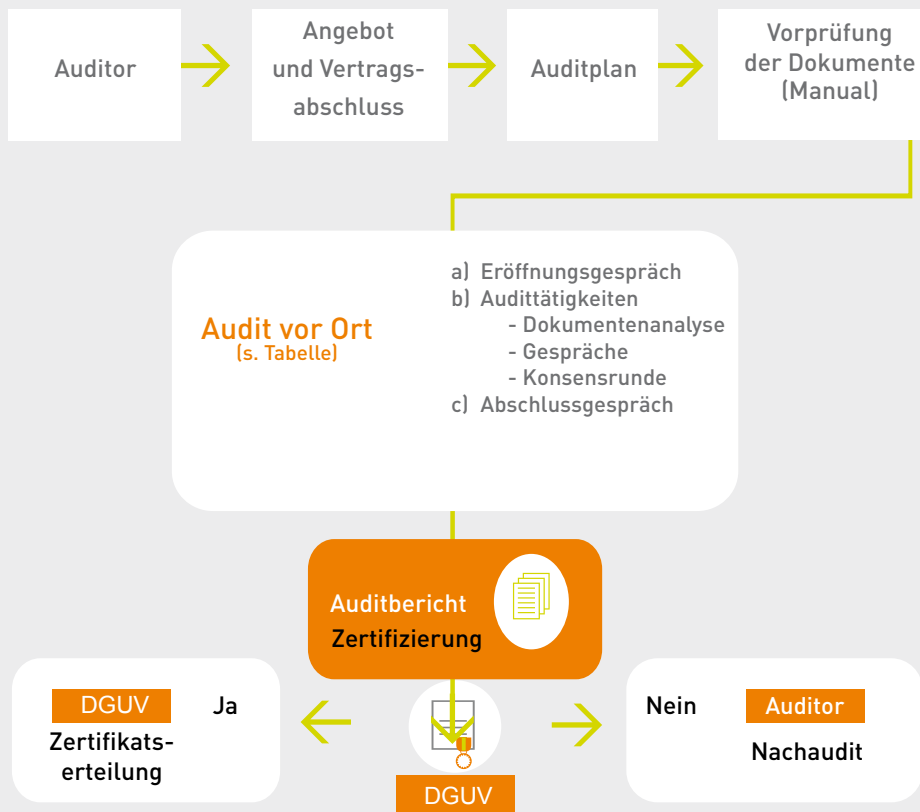 Auditor
Angebot
und Vertrags-
abschluss
Auditplan
Vorprüfung
der Dokumente
(Manual)
Audit vor Ort
(s. Tabelle)
a) Eröffnungsgespräch
b) Audittätigkeiten
- Dokumentenanalyse
- Gespräche
- Konsensrunde
c) Abschlussgespräch
Auditbericht
Zertifizierung
DGUV Ja
Zertifikats-
erteilung
DGUV
Nein Auditor
Nachaudit